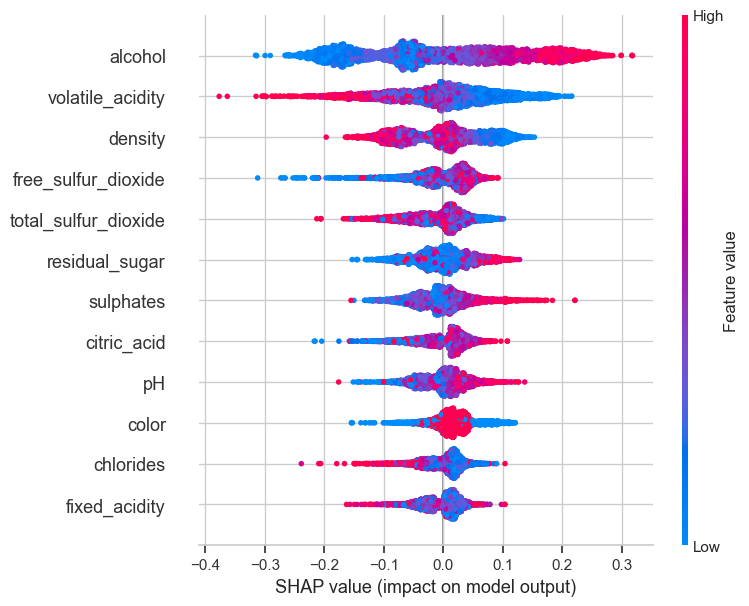 High
alcohol
volatile_acidity
density
free_sulfur_dioxide
total_sulfur_dioxide
residual_sugar
sulphates
citric_acid
pH
color
chlorides
fixed_acidity
Feature value
Low
−0.4 −0.3 −0.2 −0.1 0.0 0.1 0.2 0.3
SHAP value (impact on model output)